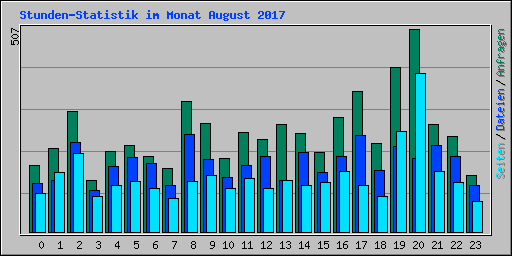 Stunden-Statistik im Monat August 2017
507
Seiten / Dateien / Anfragen
0 1 2 3 4 5 6 7 8 9 10 11 12 13 14 15 16 17 18 19 20 21 22 23